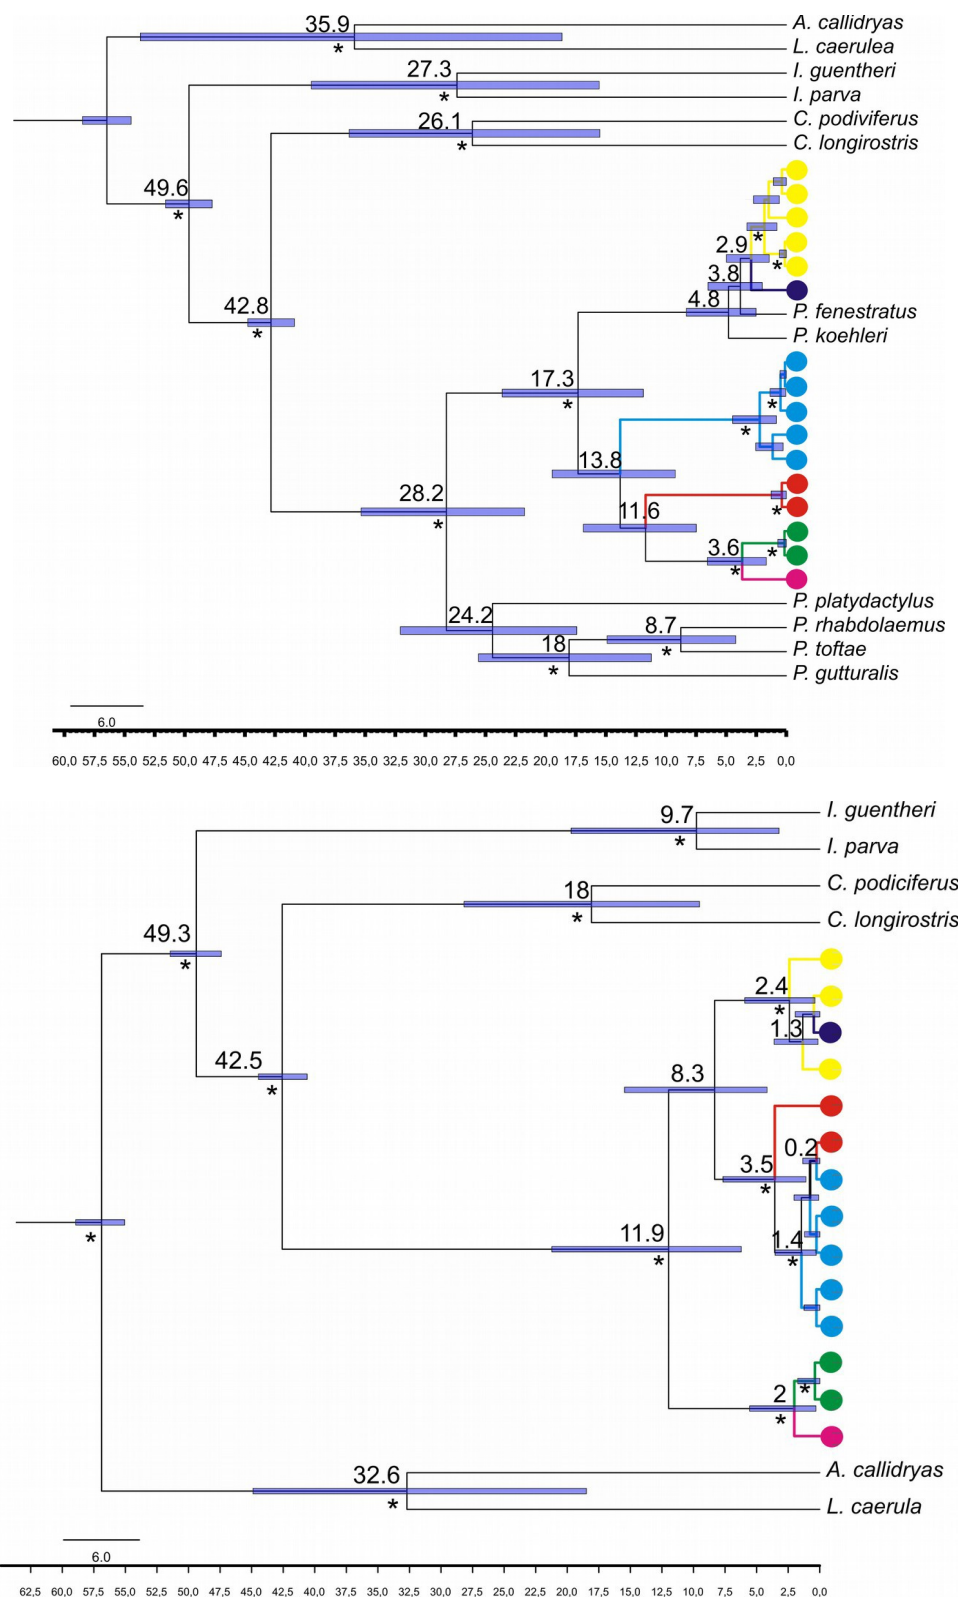 35.9
A. callidryas
*
L. caerulea
27.3
I. guentheri
*
I. parva
26.1
C. podiviferus
*
C. longirostris
49.6
*
*
2.9
*
3.8
4.8
P. fenestratus
42.8
*
P. koehleri
17.3
*
*
*
13.8
28.2
*
11.6
*
3.6
*
*
P. platydactylus
24.2
8.7
P. rhabdolaemus
18
*
P. toftae
*
P. gutturalis
6.0
60,0 57,5 55,0 52,5 50,0 47,5 45,0 42,5 40,0 37,5 35,0 32,5 30,0 27,5 25,0 22,5 20,0 17,5 15,0 12,5 10,0 7,5 5,0 2,5 0,0
9.7
I. guentheri
*
I. parva
18
C. podiciferus
*
C. longirostris
49.3
*
2.4
*
1.3
42.5
*
8.3
0.2
3.5
*
11.9
*
1.4
*
*
*
2
*
32.6
A. callidryas
*
L. caerula
6.0
62,5 60,0 57,5 55,0 52,5 50,0 47,5 45,0 42,5 40,0 37,5 35,0 32,5 30,0 27,5 25,0 22,5 20,0 17,5 15,0 12,5 10,0 7,5 5,0 2,5 0,0